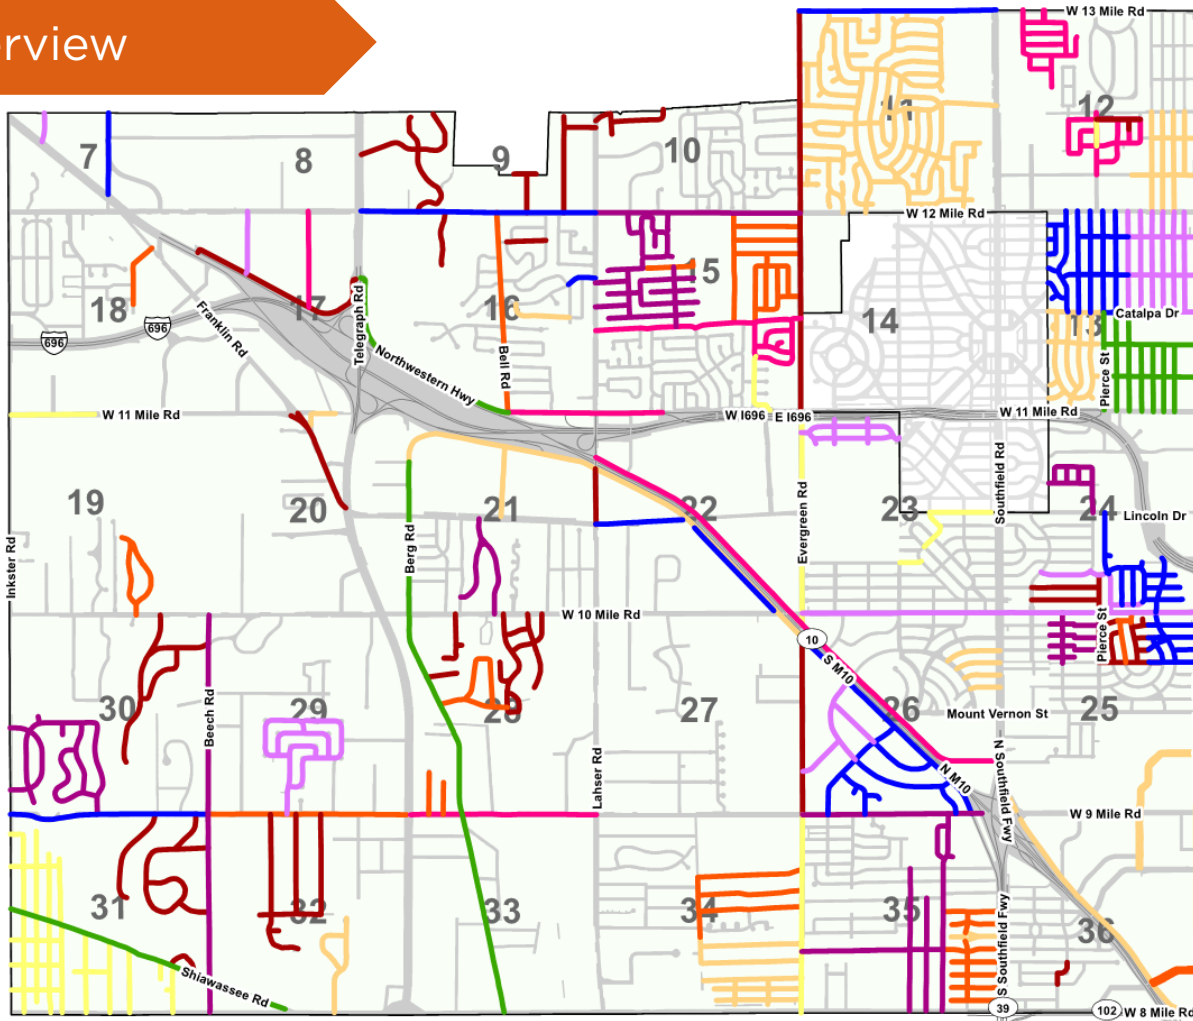 erview
W 13 Mile Rd
11
12
7
8
9
10
W 12 Mile Rd
15
18
17
16
14
13
Catalpa Dr
696
696
Franklin Rd
Telegraph Rd
Northwestern Hwy
Bell Rd
Pierce St
W 11 Mile Rd
W I696
E I696
W 11 Mile Rd
19
20
21
22
23
24
Southfield Rd
Evergreen Rd
Lincoln Dr
Inkster Rd
Berg Rd
W 10 Mile Rd
10
S M10
Pierce St
30
29
28
27
26
25
Beech Rd
Mount Vernon St
Lahser Rd
N M10
N Southfield Fwy
W 9 Mile Rd
31
32
33
34
35
36
Shiawassee Rd
S Southfield Fwy
39
102
W 8 Mile Rd